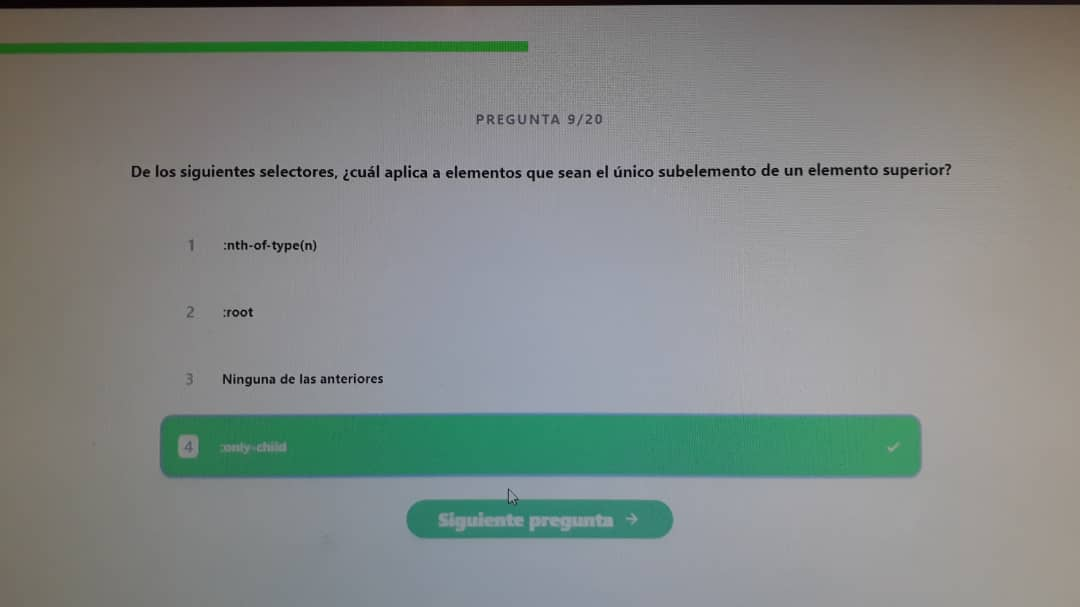 PREGUNTA 9/20
De los siguientes selectores, ¿cuál aplica a elementos que sean el único subelemento de un elemento superior?
1 :nth-of-type(n)
2 :root
3 Ninguna de las anteriores
4 :only-child
Siguiente pregunta →